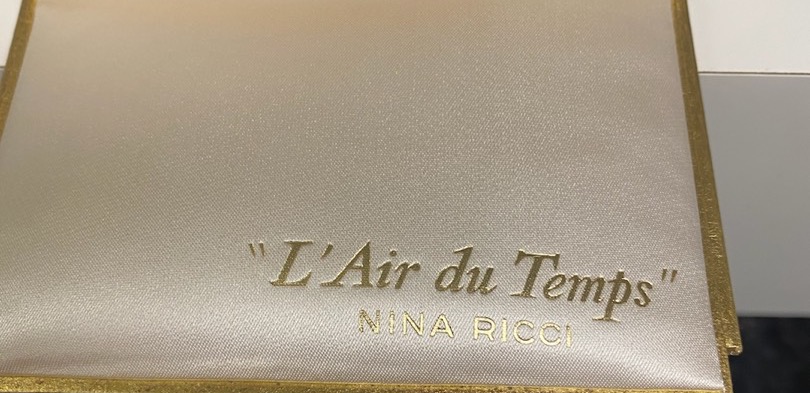 "L'Air du Temps"
NINA RICCI